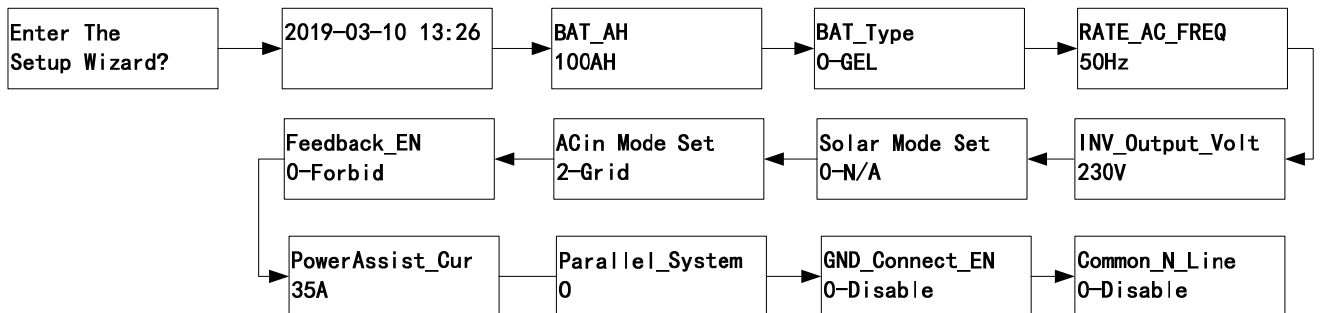 Enter The
Setup Wizard?
2019-03-10 13:26
BAT_AH
100AH
BAT_Type
0-GEL
RATE_AC_FREQ
50Hz
INV_Output_Volt
230V
Solar Mode Set
0-N/A
ACin Mode Set
2-Grid
Feedback_EN
0-Forbid
PowerAssist_Cur
35A
Parallel_System
0
GND_Connect_EN
0-Disable
Common_N_Line
0-Disable